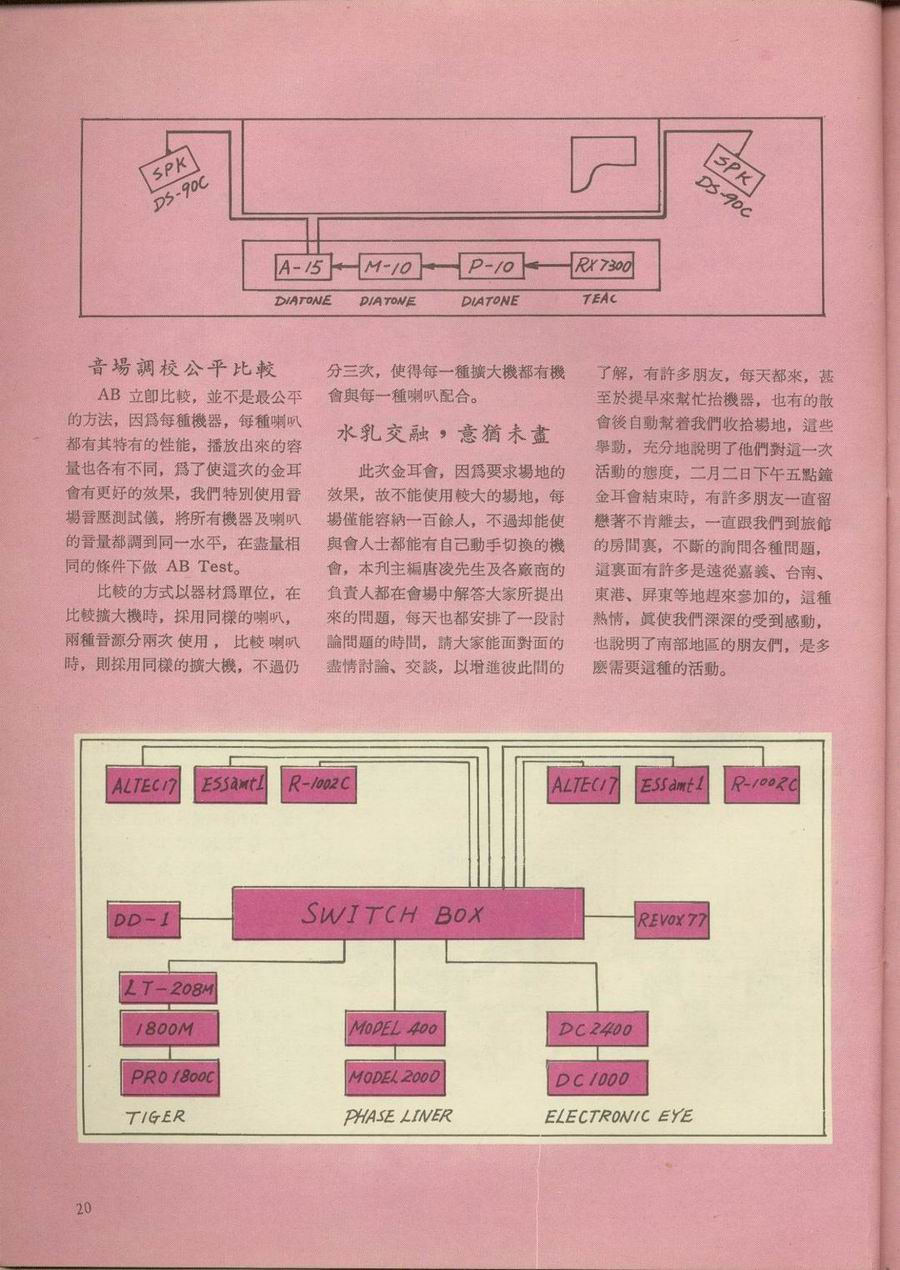 SPK
DS-90C
SPK
DS-90C
A-15
M-10
P-10
RX7300
DIATONE
DIATONE
DIATONE
TEAC
音場調校公平比較
AB 立卽比較，並不是最公平
的方法，因爲每種機器，每種喇叭
都有其特有的性能，播放出來的容
量也各有不同，爲了使這次的金耳
會有更好的效果，我們特別使用音
場音壓測試儀，將所有機器及喇叭
的音量都調到同一水平，在盡量相
同的條件下做 AB Test。
比較的方式以器材爲單位，在
比較擴大機時，採用同樣的喇叭，
兩種音源分兩次使用，比較喇叭
時，則採用同樣的擴大機，不過仍
分三次，使得每一種擴大機都有機
會與每一種喇叭配合。
水乳交融，意猶未盡
此次金耳會，因爲要求場地的
效果，故不能使用較大的場地，每
場僅能容納一百餘人，不過却能使
與會人士都能有自己動手切換的機
會，本刋主編唐凌先生及各廠商的
負責人都在會場中解答大家所提出
來的問題，每天也都安排了一段討
論問題的時間，請大家能面對面的
盡情討論、交談，以增進彼此間的
了解，有許多朋友，每天都來，甚
至於提早來幫忙抬機器，也有的散
會後自動幫着我們收拾場地，這些
舉動，充分地說明了他們對這一次
活動的態度，二月二日下午五點鐘
金耳會結束時，有許多朋友一直留
戀著不肯離去，一直跟我們到旅館
的房間裏，不斷的詢問各種問題，
這裏面有許多是遠從嘉義、台南、
東港、屏東等地趕來參加的，這種
熱情，眞使我們深深的受到感動，
也說明了南部地區的朋友們，是多
麽需要這種的活動。
ALTEC17
ESSamt1
R-1002C
ALTEC17
ESSamt1
R-1002C
DD-1
SWITCH BOX
REVOX77
LT-208M
1800M
MODEL 400
DC2400
PRO1800C
MODEL2000
DC1000
TIGER
PHASE LINER
ELECTRONIC EYE
20